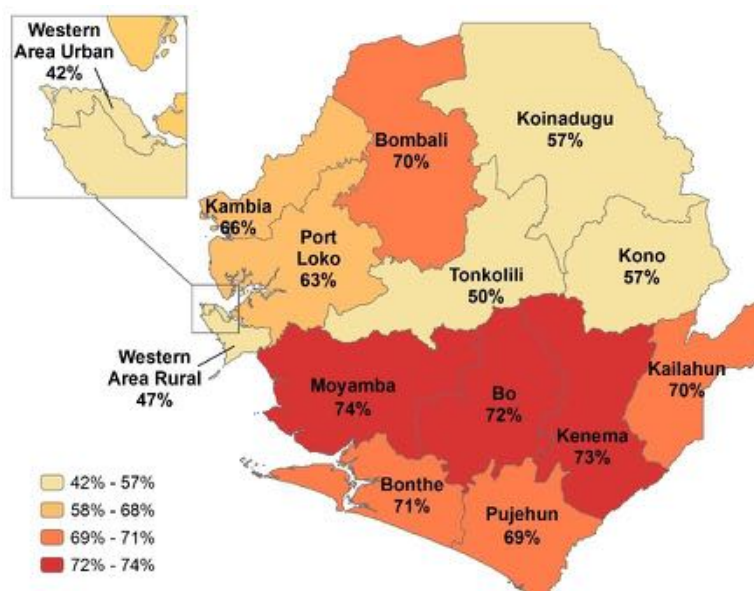 Western
Area Urban
42%
Koinadugu
57%
Bombali
70%
Kambia
66%
Port
Loko
63%
Kono
57%
Tonkolili
50%
Western
Area Rural
47%
Moyamba
74%
Bo
72%
Kailahun
70%
Kenema
73%
Bonthe
71%
Pujehun
69%
42% - 57%
58% - 68%
69% - 71%
72% - 74%